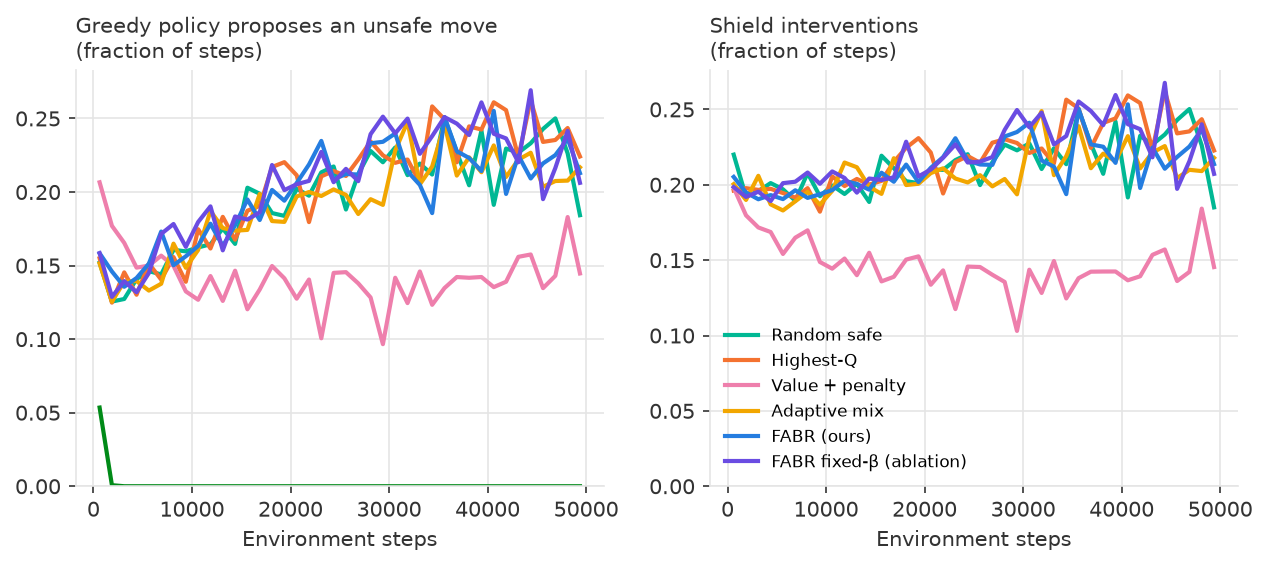 Greedy policy proposes an unsafe move
(fraction of steps)
0.25
0.20
0.15
0.10
0.05
0.00
0 10000 20000 30000 40000 50000
Environment steps
Shield interventions
(fraction of steps)
0.25
0.20
0.15
0.10
0.05
0.00
Random safe
Highest-Q
Value + penalty
Adaptive mix
FABR (ours)
FABR fixed-β (ablation)
0 10000 20000 30000 40000 50000
Environment steps